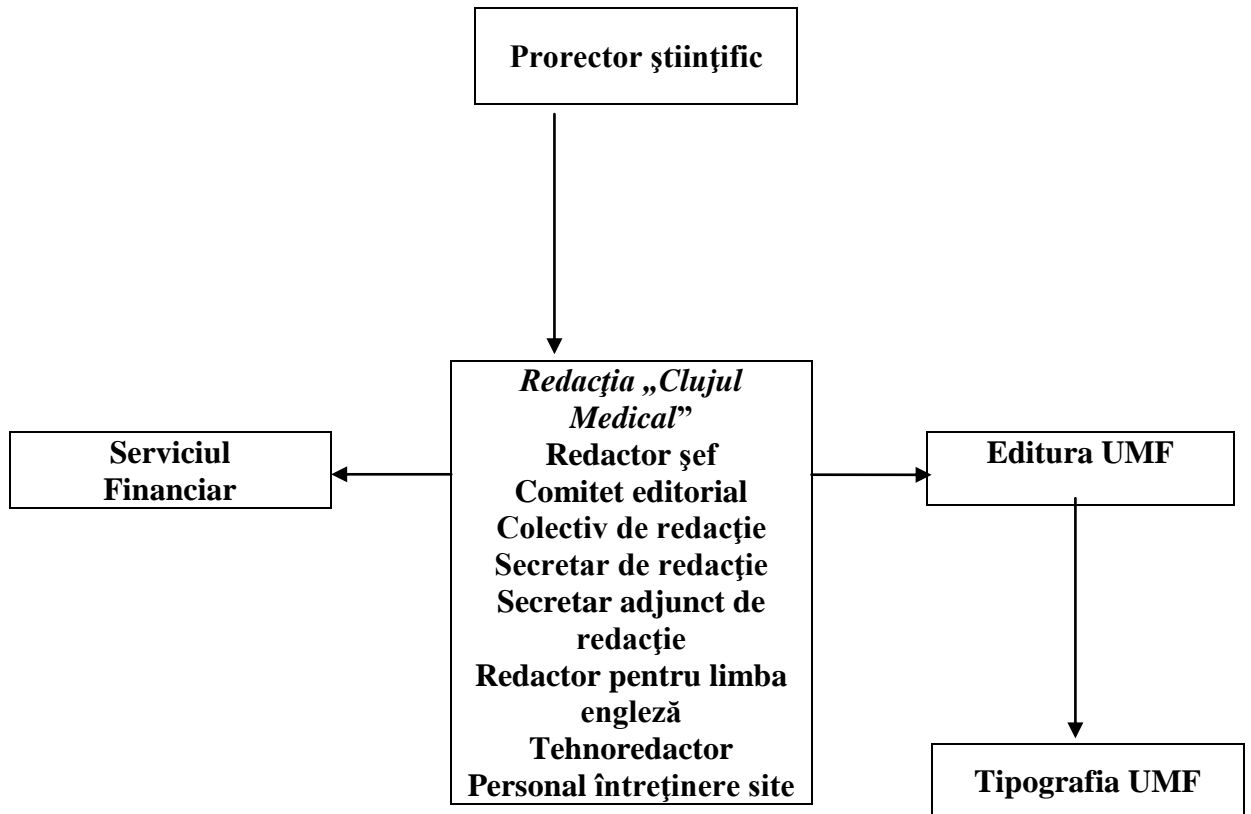 Prorector ştiinţific
Redacţia „Clujul
Medical”
Redactor şef
Comitet editorial
Colectiv de redacţie
Secretar de redacţie
Secretar adjunct de
redacţie
Redactor pentru limba
engleză
Tehnoredactor
Personal întreţinere site
Serviciul
Financiar
Editura UMF
Tipografia UMF